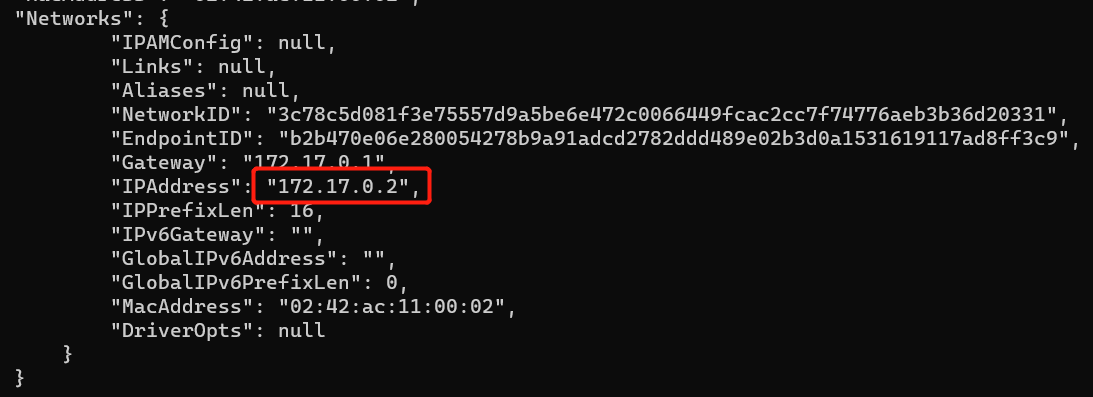 "Networks": {
"IPAMConfig": null,
"Links": null,
"Aliases": null,
"NetworkID": "3c78c5d081f3e75557d9a5be6e472c0066449fcac2cc7f74776aeb3b36d20331",
"EndpointID": "b2b470e06e280054278b9a91adcd2782ddd489e02b3d0a1531619117ad8ff3c9",
"Gateway": "172.17.0.1",
"IPAddress": "172.17.0.2",
"IPPrefixLen": 16,
"IPv6Gateway": "",
"GlobalIPv6Address": "",
"GlobalIPv6PrefixLen": 0,
"MacAddress": "02:42:ac:11:00:02",
"DriverOpts": null
}
}